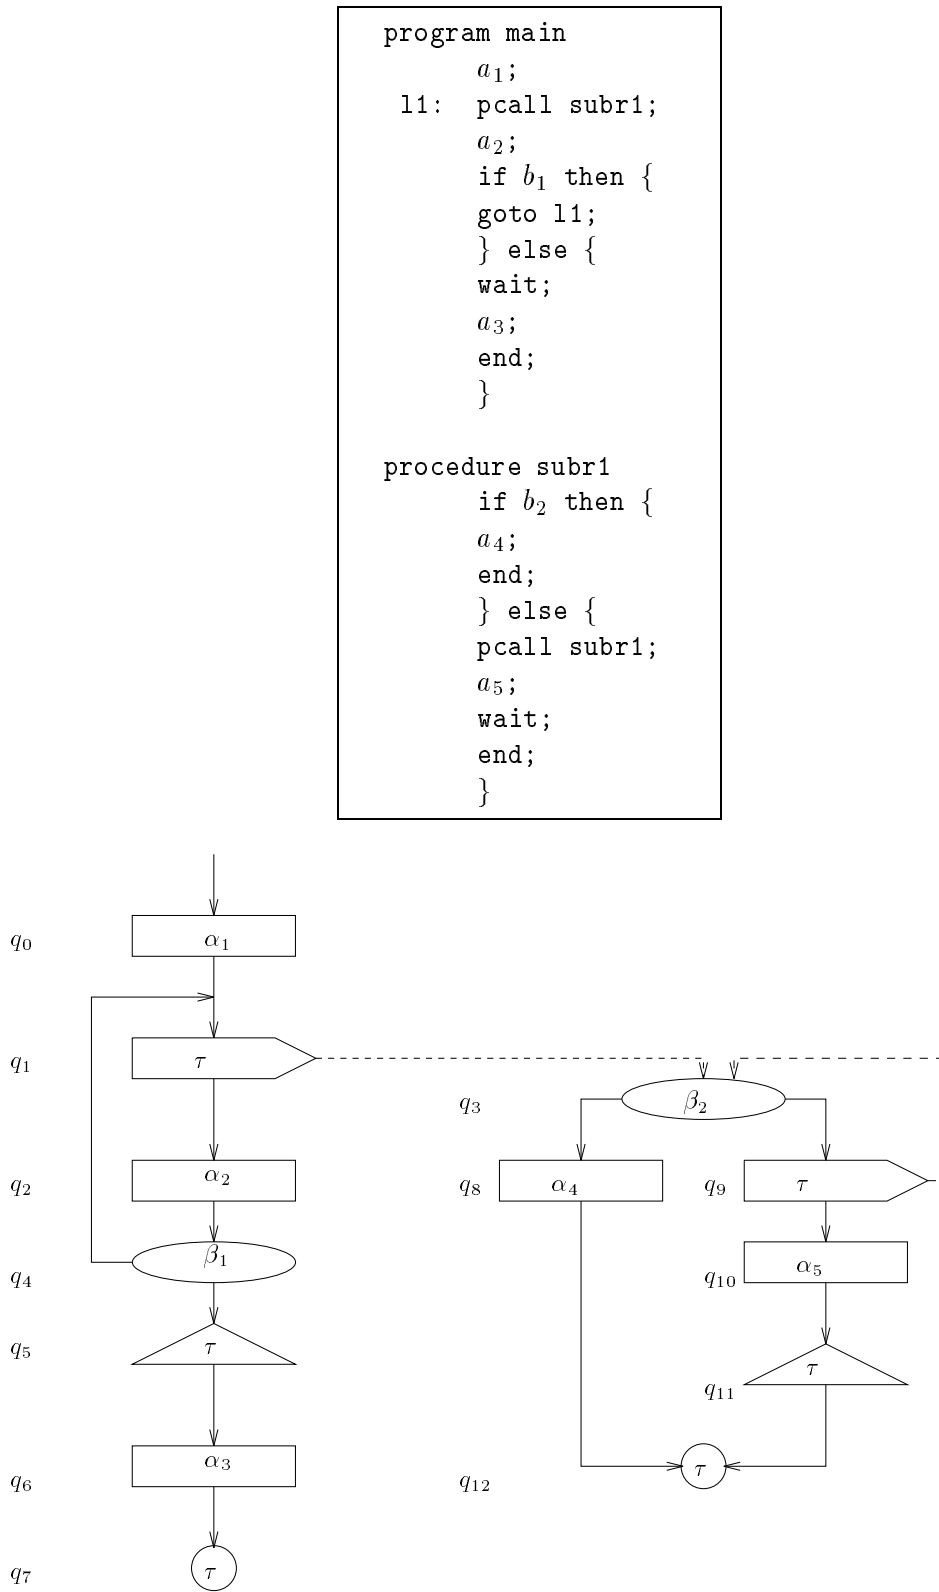 program main
a₁;
l1: pcall subr1;
a₂;
if b₁ then {
goto l1;
} else {
wait;
a₃;
end;
}
procedure subr1
if b₂ then {
a₄;
end;
} else {
pcall subr1;
a₅;
wait;
end;
}
q₀ α₁
q₁ τ
q₃ β₂
q₂ α₂ q₈ α₄ q₉ τ
q₄ β₁ q₁₀ α₅
q₅ τ q₁₁ τ
q₆ α₃ q₁₂ τ
q₇ τ